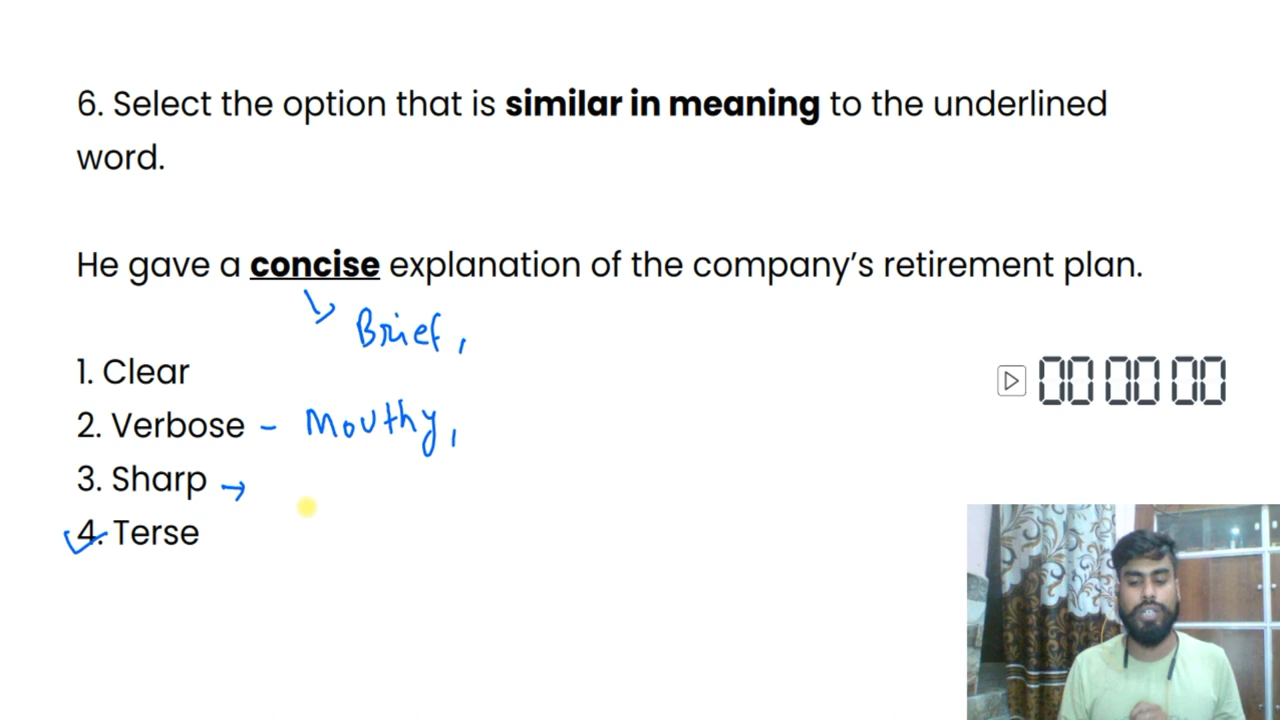 6. Select the option that is similar in meaning to the underlined
word.
He gave a concise explanation of the company's retirement plan.
Brief,
1. Clear
2. Verbose - Mouthy,
3. Sharp →
4. Terse
00 00 00